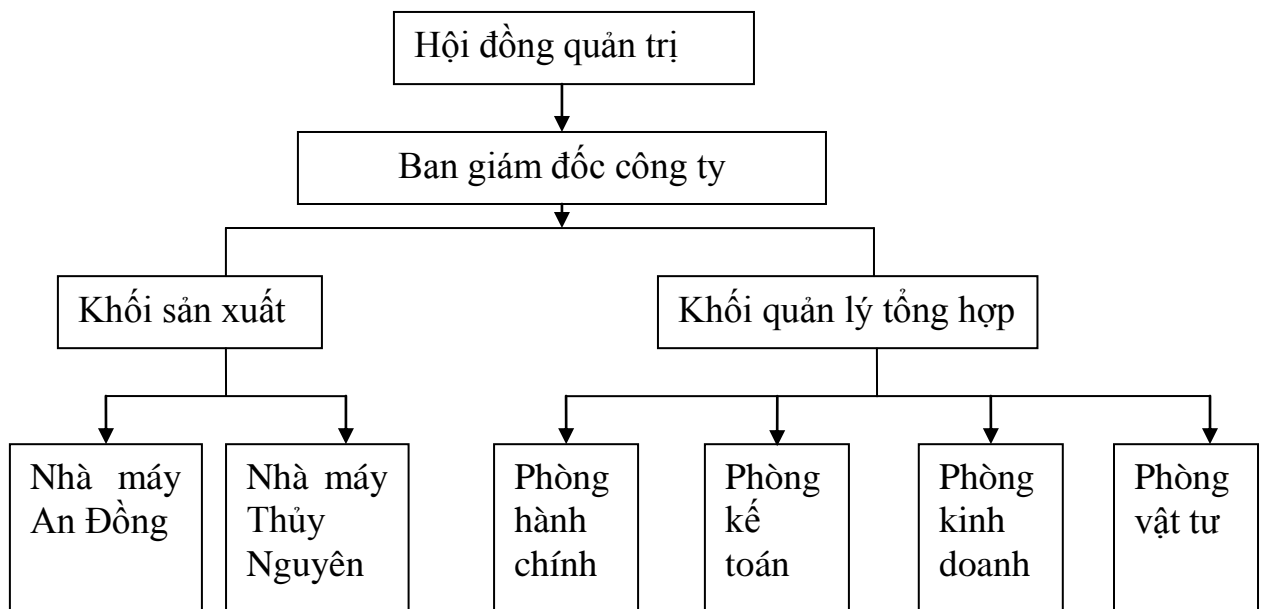 Hội đồng quản trị
Ban giám đốc công ty
Khối sản xuất
Khối quản lý tổng hợp
Nhà máy
An Đồng
Nhà máy
Thủy
Nguyên
Phòng
hành
chính
Phòng
kế
toán
Phòng
kinh
doanh
Phòng
vật tư